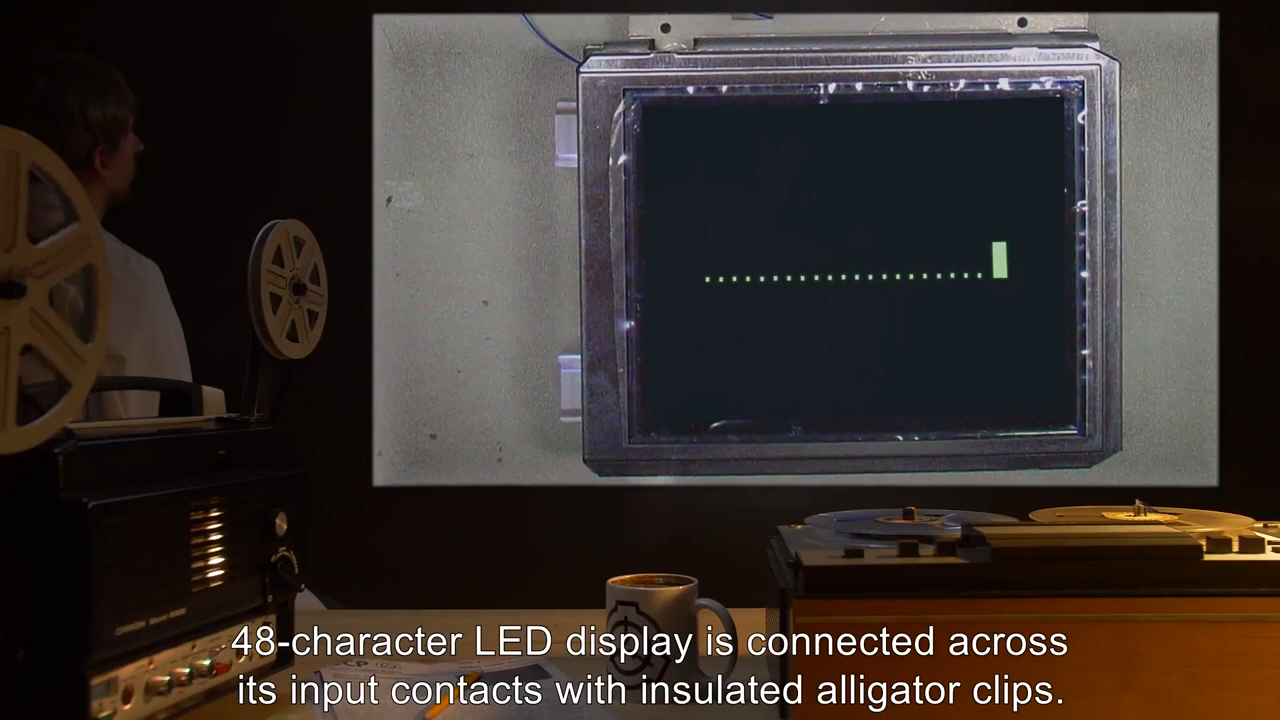 48-character LED display is connected across
its input contacts with insulated alligator clips.